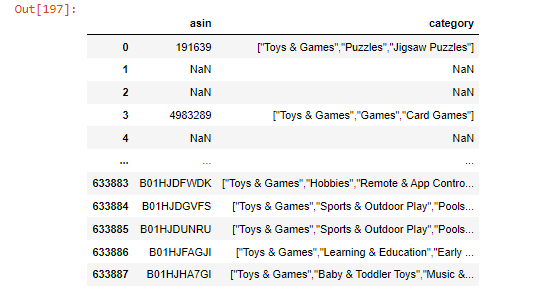 Out[197]:
asin category
0 191639 ["Toys & Games","Puzzles","Jigsaw Puzzles"]
1 NaN NaN
2 NaN NaN
3 4983289 ["Toys & Games","Games","Card Games"]
4 NaN NaN
... ... ...
633883 B01HJDFWDK ["Toys & Games","Hobbies","Remote & App Contro...
633884 B01HJDGVFS ["Toys & Games","Sports & Outdoor Play","Pools...
633885 B01HJDUNRU ["Toys & Games","Sports & Outdoor Play","Pools...
633886 B01HJFAGJI ["Toys & Games","Learning & Education","Early ...
633887 B01HJHA7GI ["Toys & Games","Baby & Toddler Toys","Music &...